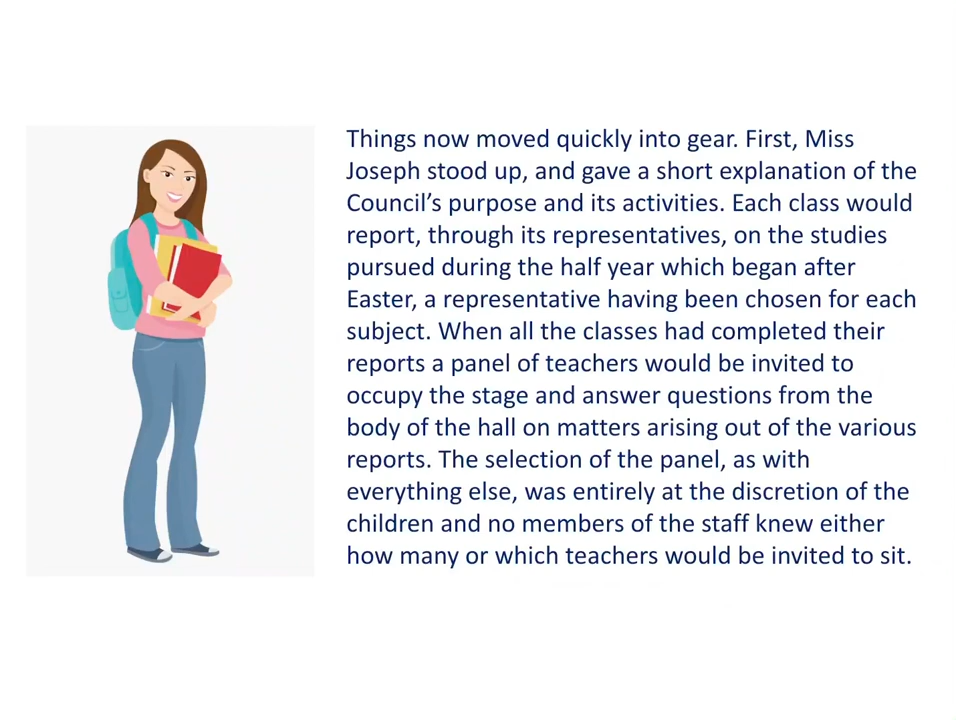 Things now moved quickly into gear. First, Miss
Joseph stood up, and gave a short explanation of the
Council’s purpose and its activities. Each class would
report, through its representatives, on the studies
pursued during the half year which began after
Easter, a representative having been chosen for each
subject. When all the classes had completed their
reports a panel of teachers would be invited to
occupy the stage and answer questions from the
body of the hall on matters arising out of the various
reports. The selection of the panel, as with
everything else, was entirely at the discretion of the
children and no members of the staff knew either
how many or which teachers would be invited to sit.